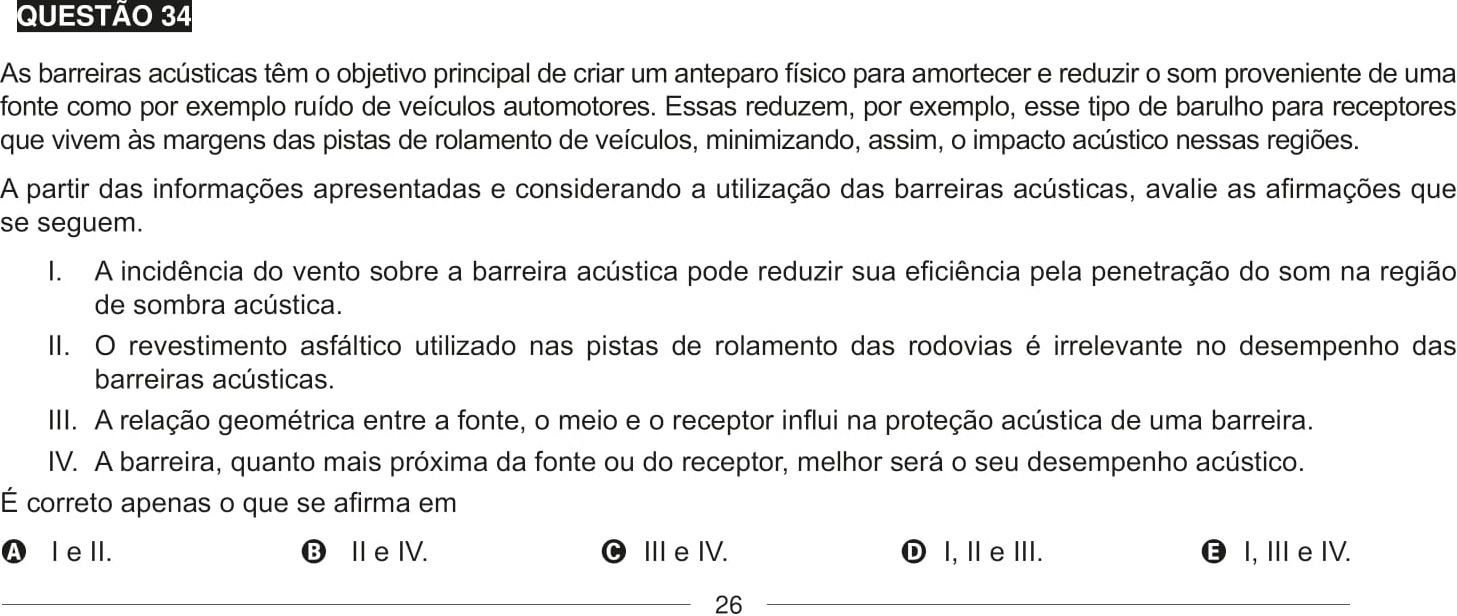 QUESTÃO 34
As barreiras acústicas têm o objetivo principal de criar um anteparo físico para amortecer e reduzir o som proveniente de uma
fonte como por exemplo ruído de veículos automotores. Essas reduzem, por exemplo, esse tipo de barulho para receptores
que vivem às margens das pistas de rolamento de veículos, minimizando, assim, o impacto acústico nessas regiões.
A partir das informações apresentadas e considerando a utilização das barreiras acústicas, avalie as afirmações que
se seguem.
I. A incidência do vento sobre a barreira acústica pode reduzir sua eficiência pela penetração do som na região
de sombra acústica.
II. O revestimento asfáltico utilizado nas pistas de rolamento das rodovias é irrelevante no desempenho das
barreiras acústicas.
III. A relação geométrica entre a fonte, o meio e o receptor influi na proteção acústica de uma barreira.
IV. A barreira, quanto mais próxima da fonte ou do receptor, melhor será o seu desempenho acústico.
É correto apenas o que se afirma em
A I e II. B II e IV. C III e IV. D I, II e III. E I, III e IV.
26